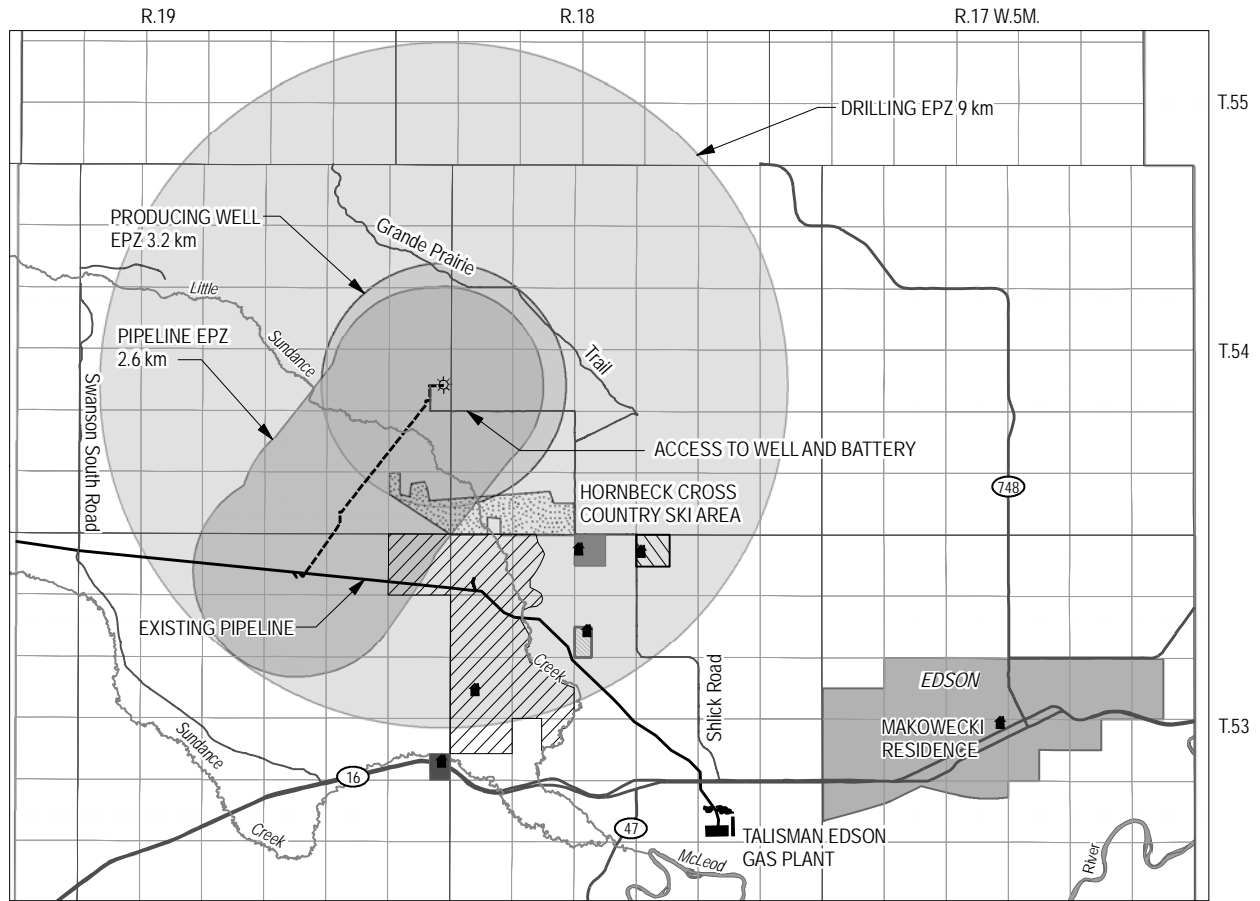 R.19
R.18
R.17 W.5M.
T.55
DRILLING EPZ 9 km
PRODUCING WELL
EPZ 3.2 km
Grande Prairie
Little
Sundance
PIPELINE EPZ
2.6 km
Trail
T.54
Swanson South Road
ACCESS TO WELL AND BATTERY
HORNBECK CROSS
COUNTRY SKI AREA
748
EXISTING PIPELINE
Creek
Shlick Road
EDSON
MAKOWECKI
RESIDENCE
T.53
Sundance
16
Creek
47
TALISMAN EDSON
GAS PLANT
McLeod
River